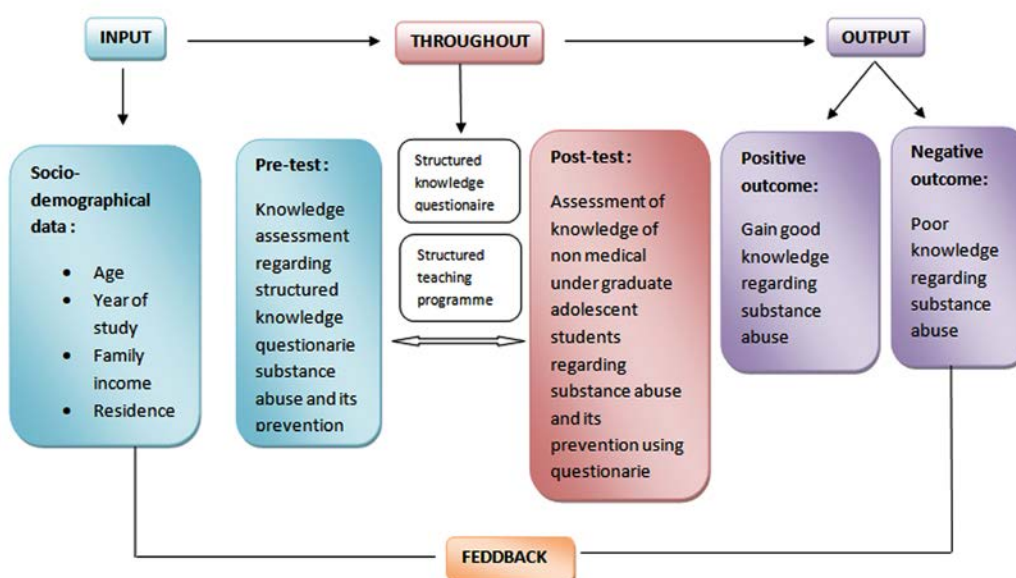 INPUT
THROUGHOUT
OUTPUT
Socio-
demographical
data :
• Age
• Year of
study
• Family
income
• Residence
Pre-test :
Knowledge
assessment
regarding
structured
knowledge
questionarie
substance
abuse and its
prevention
Structured
knowledge
questionaire
Structured
teaching
programme
Post-test :
Assessment of
knowledge of
non medical
under graduate
adolescent
students
regarding
substance abuse
and its
prevention using
questionarie
Positive
outcome:
Gain good
knowledge
regarding
substance
abuse
Negative
outcome:
Poor
knowledge
regarding
substance
abuse
FEDDBACK